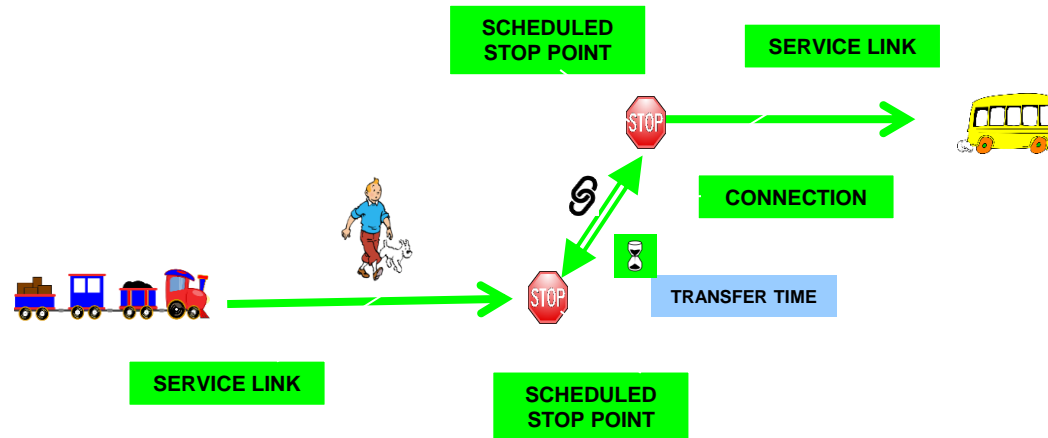 SCHEDULED
STOP POINT
SERVICE LINK
STOP
CONNECTION
STOP
TRANSFER TIME
SERVICE LINK
SCHEDULED
STOP POINT